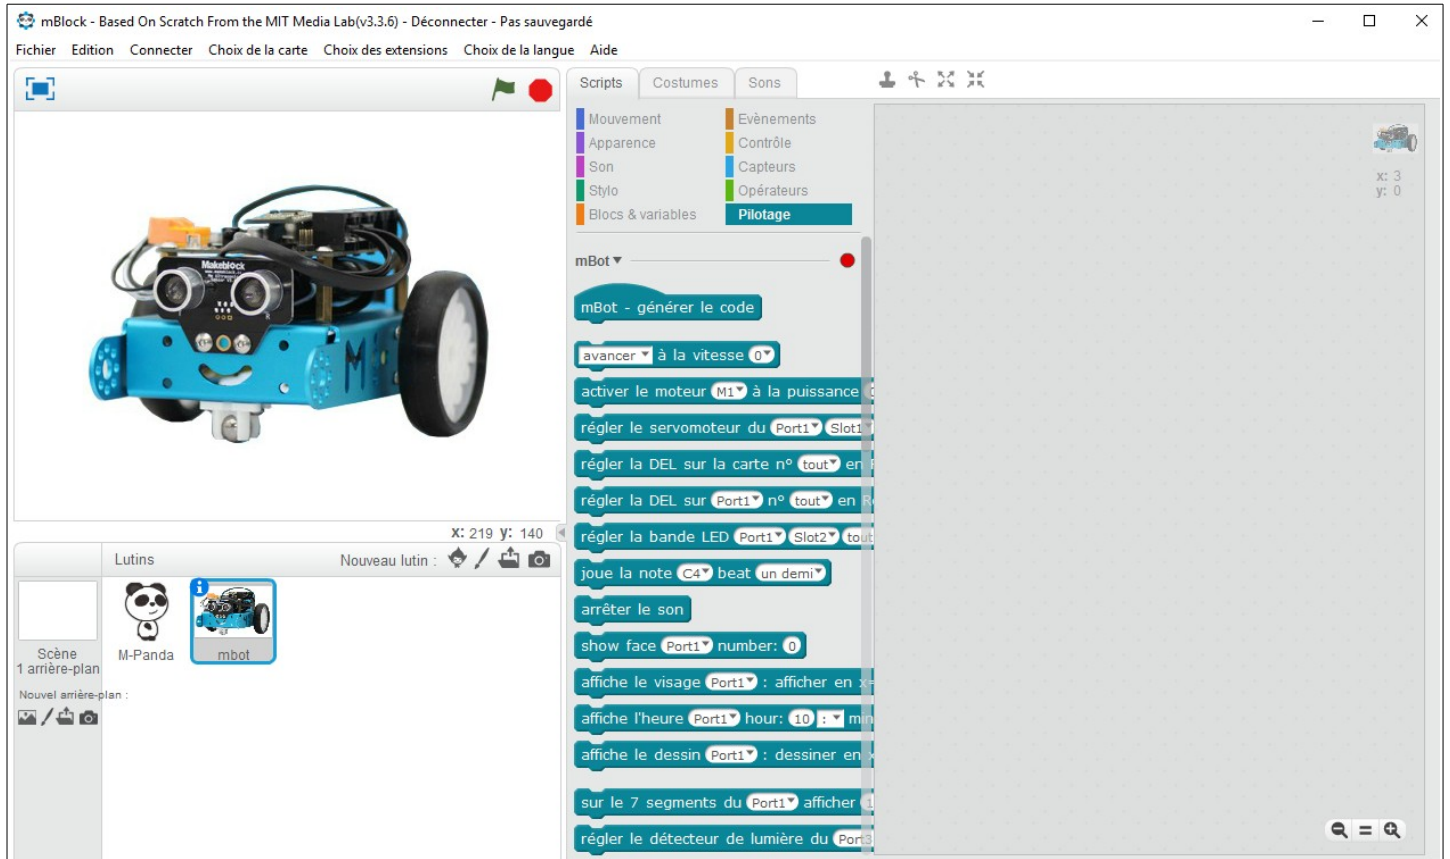 mBlock - Based On Scratch From the MIT Media Lab(v3.3.6) - Déconnecter - Pas sauvegardé
Fichier Edition Connecter Choix de la carte Choix des extensions Choix de la langue Aide
Scripts Costumes Sons
Mouvement Evènements
Apparence Contrôle
Son Capteurs
Stylo Opérateurs
Blocs & variables Pilotage
x: 3
y: 0
mBot
mBot - générer le code
avancer à la vitesse 0
activer le moteur M1 à la puissance
régler le servomoteur du Port1 Slot1
régler la DEL sur la carte n° tout en
régler la DEL sur Port1 n° tout en
régler la bande LED Port1 Slot2 tout
joue la note C4 beat un demi
arrêter le son
show face Port1 number: 0
affiche le visage Port1 : afficher en x=
affiche l'heure Port1 hour: 10 : min
affiche le dessin Port1 : dessiner en
sur le 7 segments du Port1 afficher
régler le détecteur de lumière du Port3
Makeblock
X: 219 y: 140
Lutins Nouveau lutin :
M-Panda mbot
Scène
1 arrière-plan
Nouvel arrière-plan :